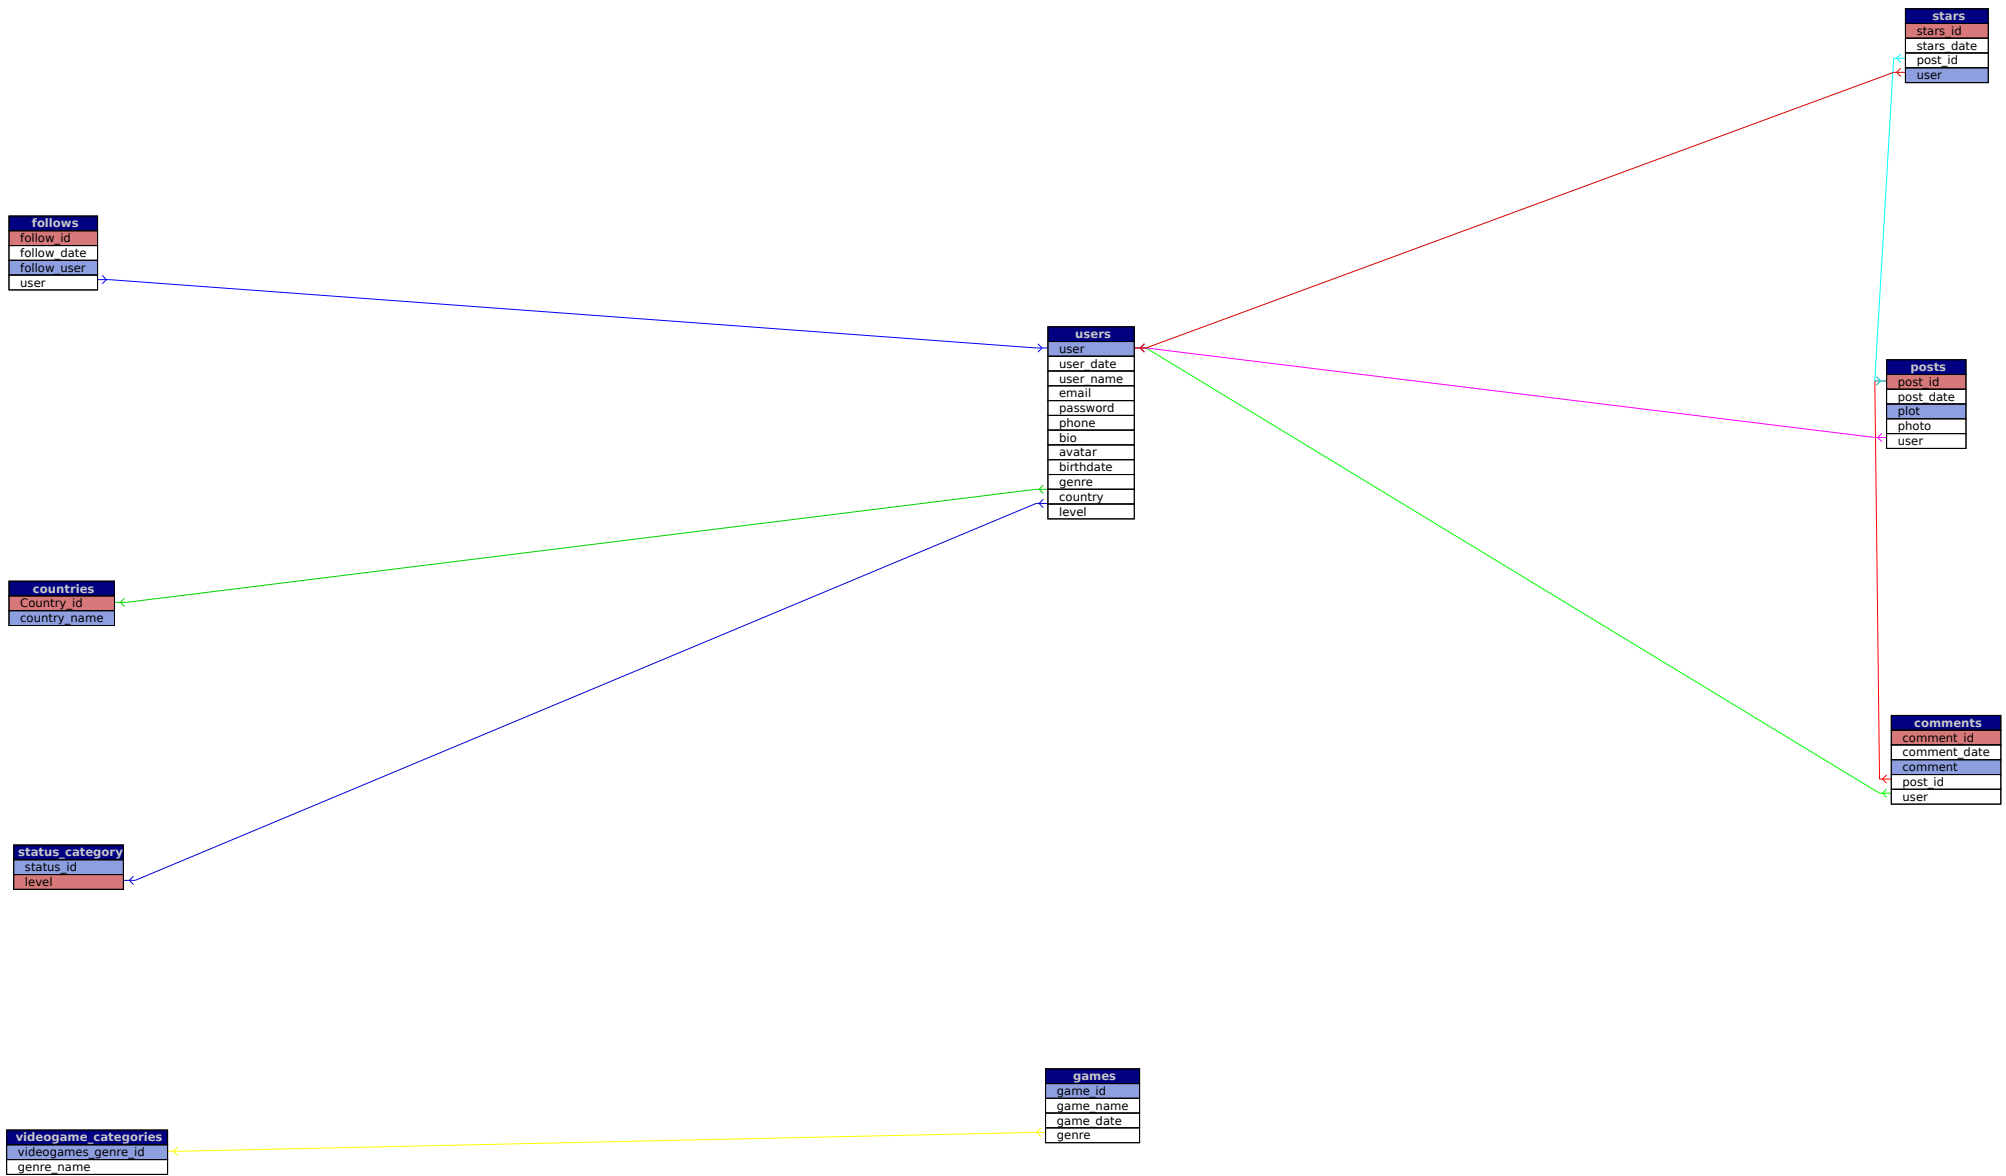 stars
stars_id
stars_date
post_id
user
follows
follow_id
follow_date
follow_user
user
users
user
user_date
user_name
email
password
phone
bio
avatar
birthdate
genre
country
level
posts
post_id
post_date
plot
photo
user
countries
Country_id
country_name
comments
comment_id
comment_date
comment
post_id
user
status_category
status_id
level
games
game_id
game_name
game_date
genre
videogame_categories
videogames_genre_id
genre_name